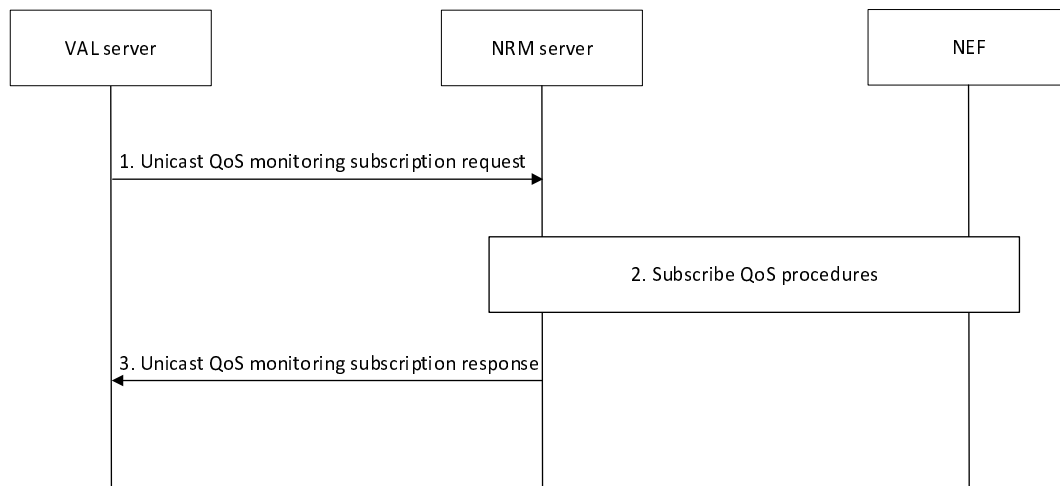 VAL server
NRM server
NEF
1. Unicast QoS monitoring subscription request
2. Subscribe QoS procedures
3. Unicast QoS monitoring subscription response